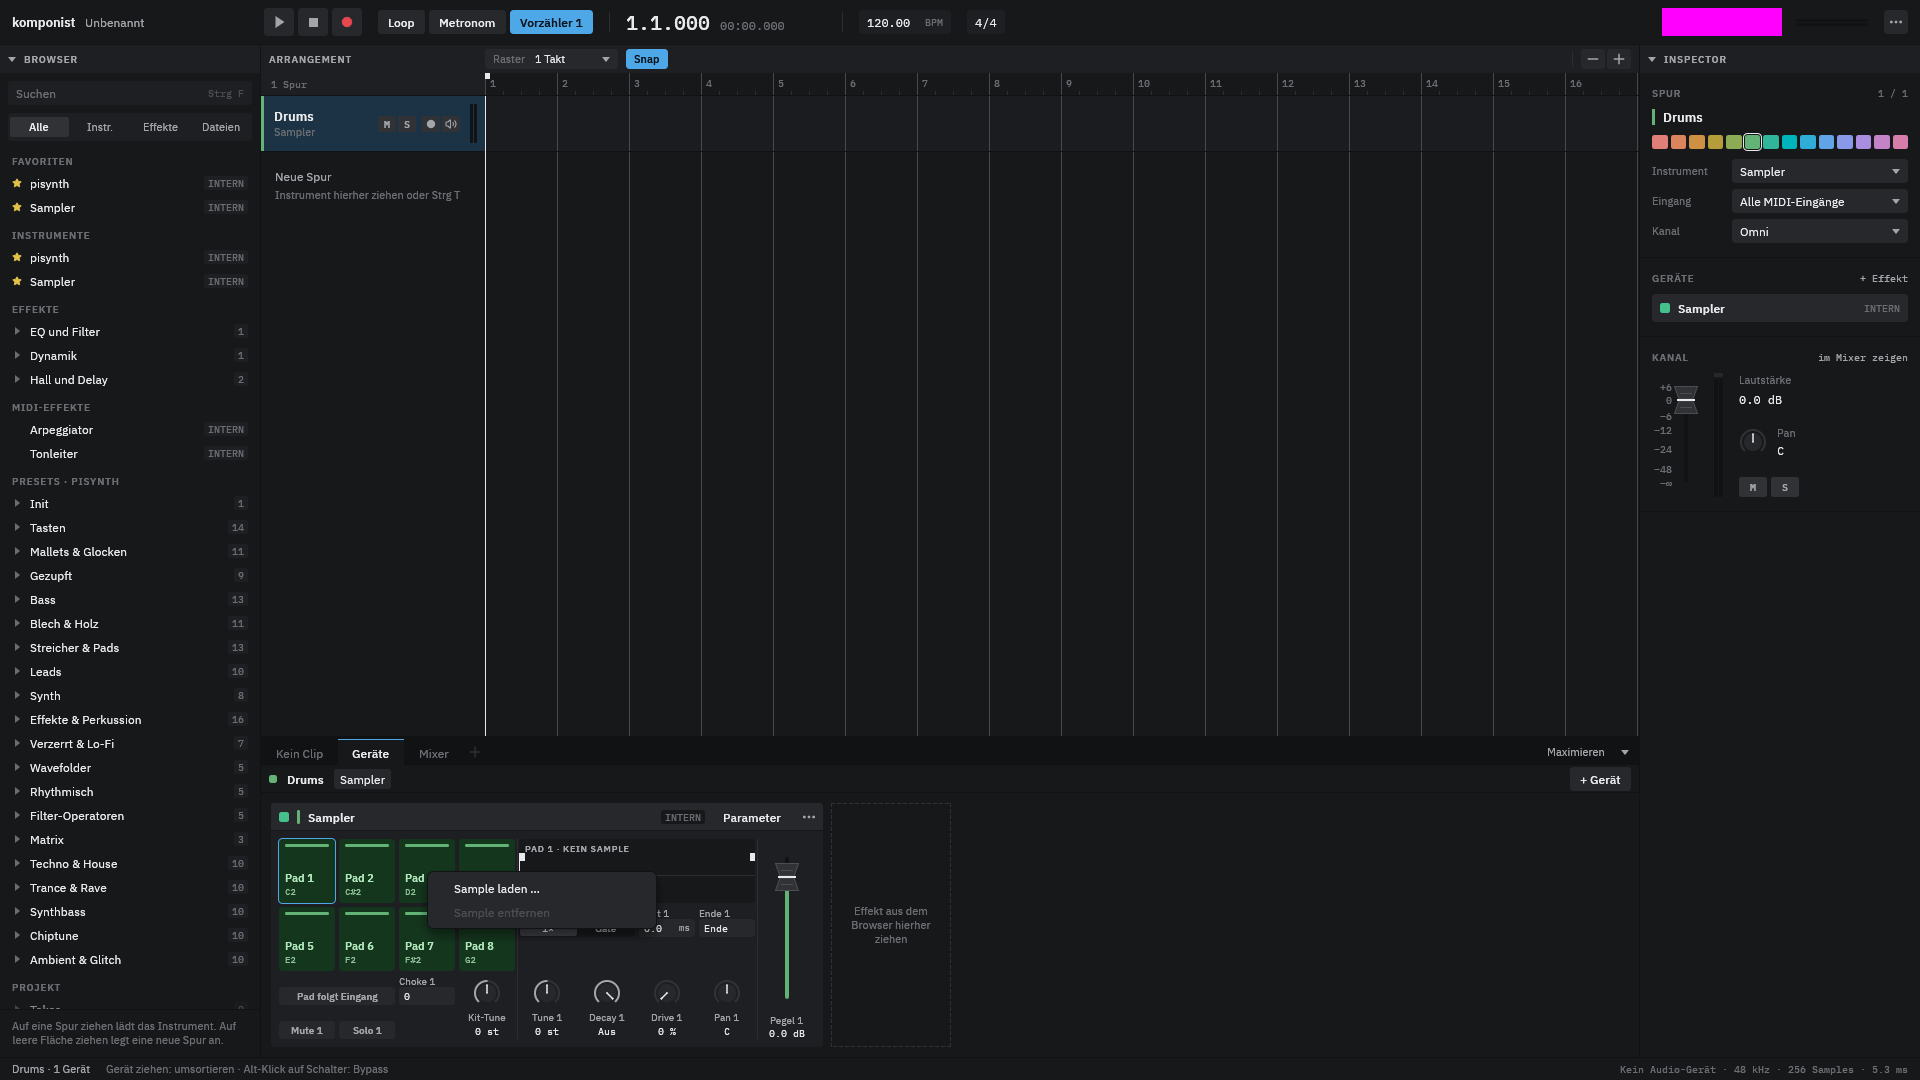 komponist Unbenannt
Loop Metronom Vorzähler 1 1.1.000 00:00.000 120.00 BPM 4/4
BROWSER
Suchen Strg F
Alle Instr. Effekte Dateien
FAVORITEN
pisynth INTERN
Sampler INTERN
INSTRUMENTE
pisynth INTERN
Sampler INTERN
EFFEKTE
EQ und Filter 1
Dynamik 1
Hall und Delay 2
MIDI-EFFEKTE
Arpeggiator INTERN
Tonleiter INTERN
PRESETS · PISYNTH
Init 1
Tasten 14
Mallets & Glocken 11
Gezupft 9
Bass 13
Blech & Holz 11
Streicher & Pads 13
Leads 10
Synth 8
Effekte & Perkussion 16
Verzerrt & Lo-Fi 7
Wavefolder 5
Rhythmisch 5
Filter-Operatoren 5
Matrix 3
Techno & House 10
Trance & Rave 10
Synthbass 10
Chiptune 10
Ambient & Glitch 10
PROJEKT
Auf eine Spur ziehen lädt das Instrument. Auf
leere Fläche ziehen legt eine neue Spur an.
ARRANGEMENT Raster 1 Takt Snap
1 Spur 1 2 3 4 5 6 7 8 9 10 11 12 13 14 15 16
Drums M S
Sampler
Neue Spur
Instrument hierher ziehen oder Strg T
Kein Clip Geräte Mixer Maximieren
Drums Sampler + Gerät
Sampler INTERN Parameter
Pad 1 C2
Pad 2 C#2
Pad D2
Pad 5 E2
Pad 6 F2
Pad 7 F#2
Pad 8 G2
PAD 1 · KEIN SAMPLE
Sample laden ...
Sample entfernen
t 1 Ende 1
1x Gate 0.0 ms Ende
Pad folgt Eingang
Choke 1
0
Mute 1 Solo 1
Kit-Tune Tune 1 Decay 1 Drive 1 Pan 1 Pegel 1
0 st 0 st Aus 0 % C 0.0 dB
Effekt aus dem
Browser hierher
ziehen
INSPECTOR
SPUR 1 / 1
Drums
Instrument Sampler
Eingang Alle MIDI-Eingänge
Kanal Omni
GERÄTE + Effekt
Sampler INTERN
KANAL im Mixer zeigen
+6
0
−6
−12
−24
−48
−∞
Lautstärke
0.0 dB
Pan
C
M S
Drums · 1 Gerät Gerät ziehen: umsortieren · Alt-Klick auf Schalter: Bypass
Kein Audio-Gerät · 48 kHz · 256 Samples · 5.3 ms